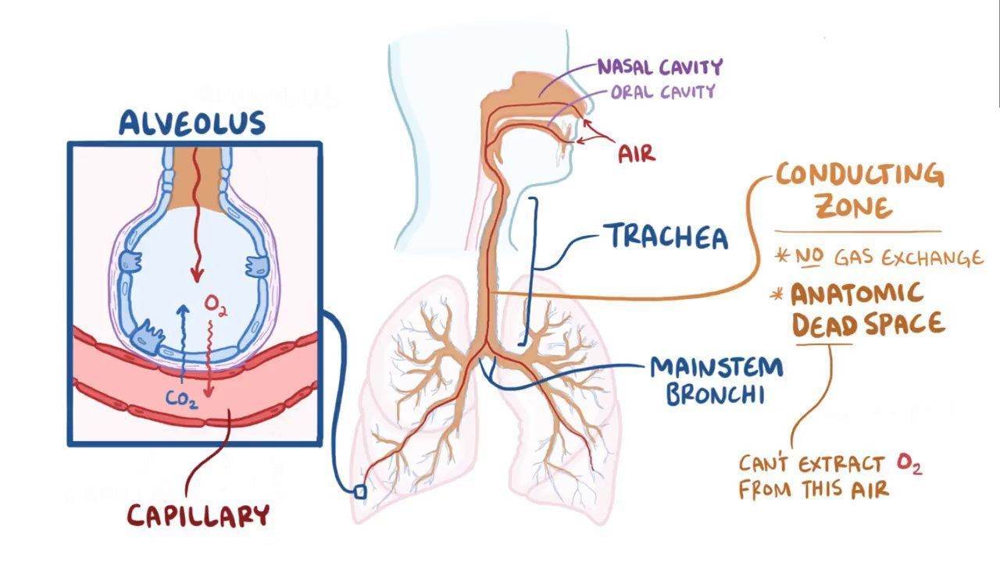 NASAL CAVITY
ORAL CAVITY
AIR
ALVEOLUS
O2
CO2
CAPILLARY
TRACHEA
MAINSTEM
BRONCHI
CONDUCTING
ZONE
* NO GAS EXCHANGE
* ANATOMIC
DEAD SPACE
CAN'T EXTRACT O2
FROM THIS AIR